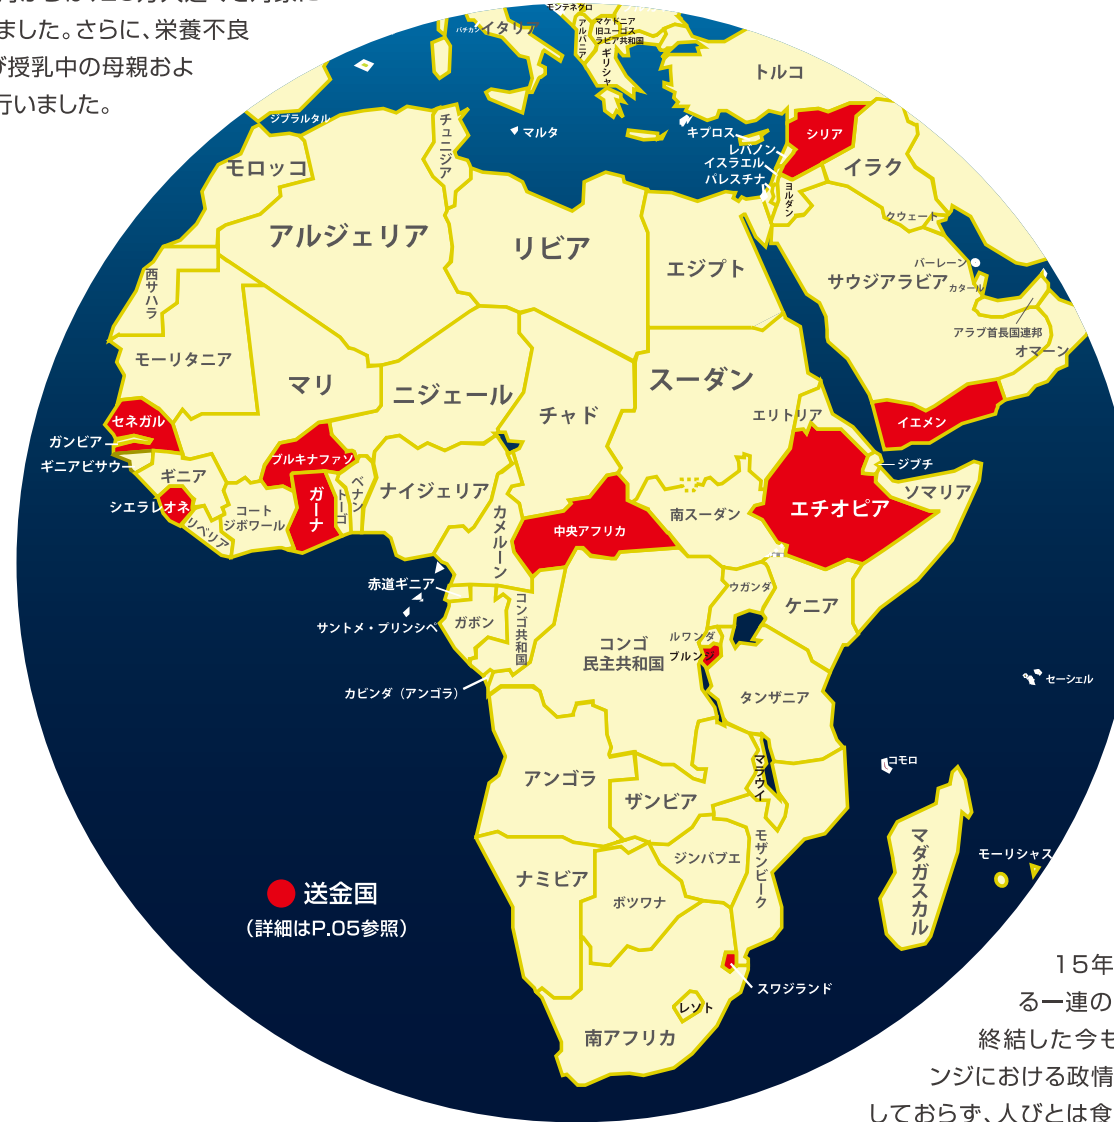 ました。さらに、栄養不良
授乳中の母親およ
行いました。
モンテネグロ
バチカン
イタリア
アルバニア
マケドニア
旧ユーゴス
ラビア共和国
ギリシャ
トルコ
ジブラルタル
マルタ
キプロス
レバノン
イスラエル
パレスチナ
シリア
ヨルダン
イラク
クウェート
バーレーン
カタール
サウジアラビア
アラブ首長国連邦
オマーン
イエメン
モロッコ
チュニジア
アルジェリア
リビア
エジプト
西サハラ
モーリタニア
マリ
ニジェール
チャド
スーダン
エリトリア
ジブチ
ソマリア
エチオピア
セネガル
ガンビアー
ギニアビサウ
ギニア
シエラレオネ
リベリア
コート
ジボワール
ブルキナファソ
ガーナ
トーゴ
ベナン
ナイジェリア
カメルーン
中央アフリカ
南スーダン
赤道ギニア
サントメ・プリンシペ
ガボン
コンゴ共和国
コンゴ
民主共和国
ウガンダ
ケニア
ルワンダ
ブルンジ
カビンダ（アンゴラ）
タンザニア
セーシェル
コモロ
アンゴラ
ザンビア
マラウイ
モザンビーク
ジンバブエ
マダガスカル
モーリシャス
ナミビア
ボツワナ
スワジランド
レソト
南アフリカ
送金国
（詳細はP.05参照）
15年
る一連の
終結した今も
ンジにおける政情
しておらず、人びとは食